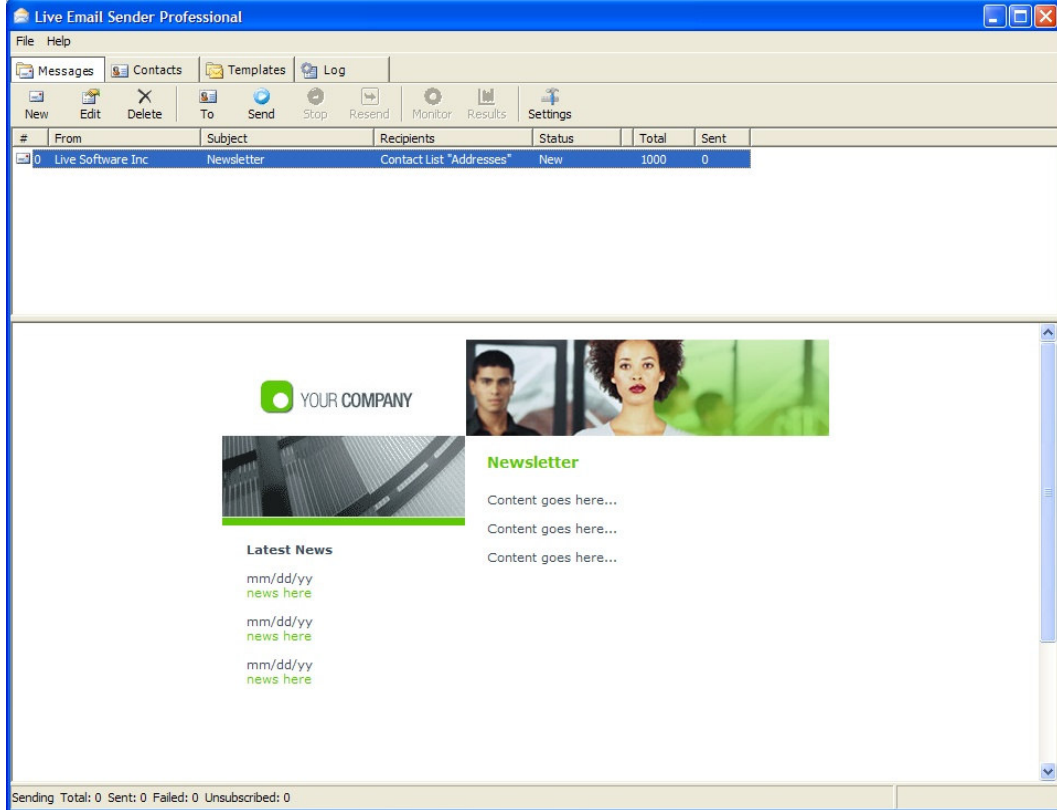 Live Email Sender Professional
File Help
Messages Contacts Templates Log
New Edit Delete To Send Stop Resend Monitor Results Settings
# From Subject Recipients Status Total Sent
0 Live Software Inc Newsletter Contact List "Addresses" New 1000 0
YOUR COMPANY
Newsletter
Content goes here...
Content goes here...
Content goes here...
Latest News
mm/dd/yy
news here
mm/dd/yy
news here
mm/dd/yy
news here
Sending Total: 0 Sent: 0 Failed: 0 Unsubscribed: 0